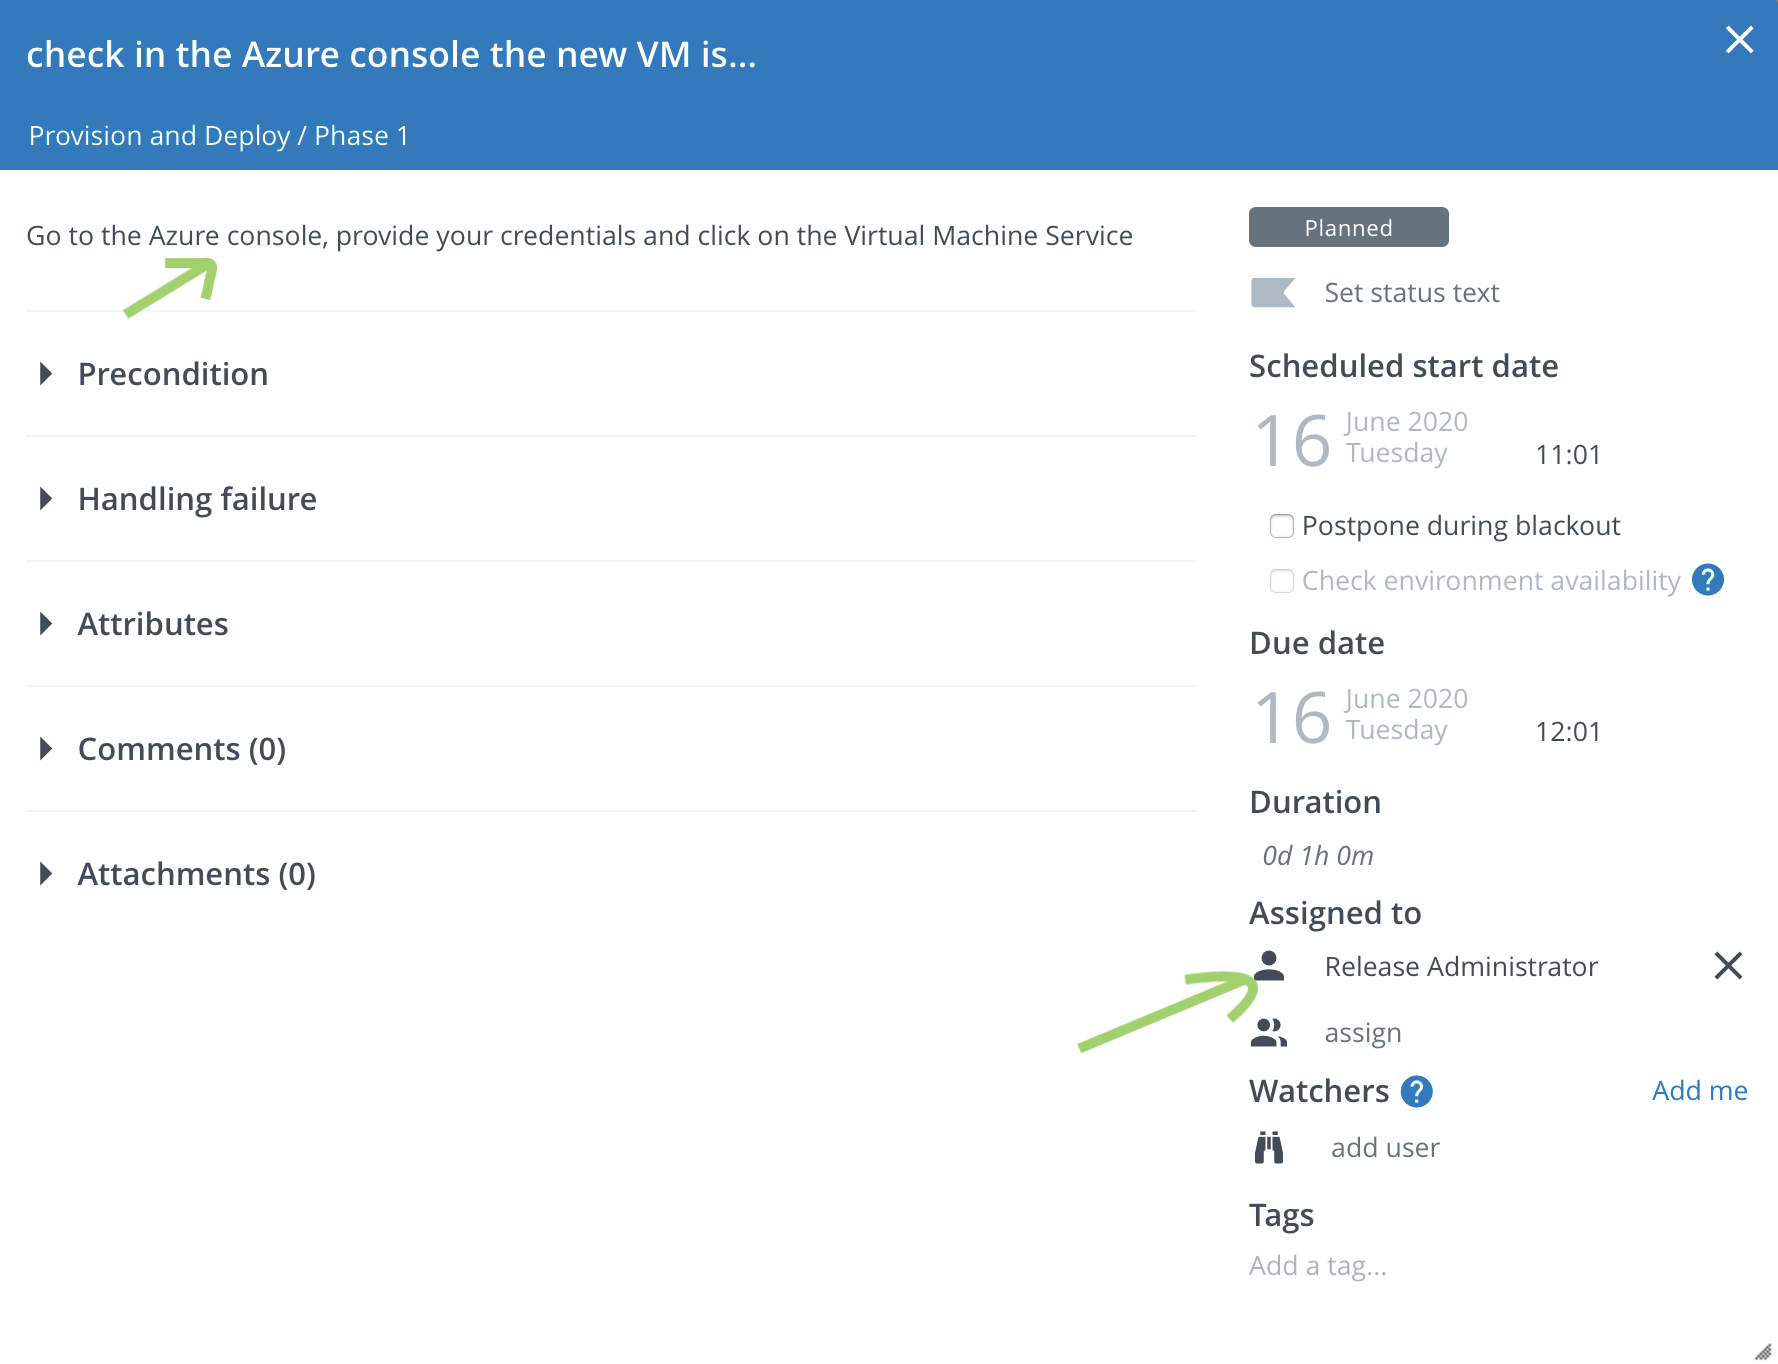 check in the Azure console the new VM is...
Provision and Deploy / Phase 1
Go to the Azure console, provide your credentials and click on the Virtual Machine Service
Precondition
Handling failure
Attributes
Comments (0)
Attachments (0)
Planned
Set status text
Scheduled start date
16 June 2020
Tuesday 11:01
Postpone during blackout
Check environment availability ?
Due date
16 June 2020
Tuesday 12:01
Duration
0d 1h 0m
Assigned to
Release Administrator
assign
Watchers ? Add me
add user
Tags
Add a tag...